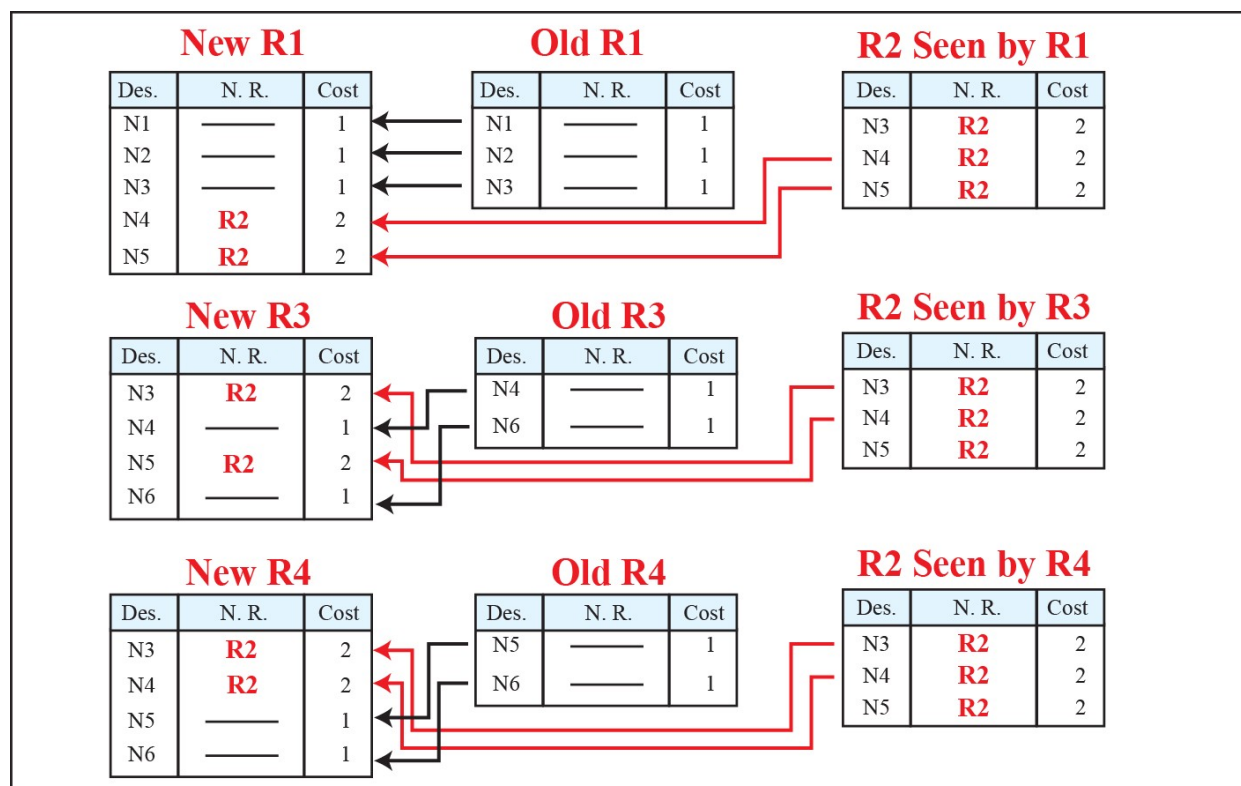 New R1 Old R1 R2 Seen by R1
Des. N. R. Cost Des. N. R. Cost Des. N. R. Cost
N1 1 N1 1 N3 R2 2
N2 1 N2 1 N4 R2 2
N3 1 N3 1 N5 R2 2
N4 R2 2
N5 R2 2
New R3 Old R3 R2 Seen by R3
Des. N. R. Cost Des. N. R. Cost Des. N. R. Cost
N3 R2 2 N4 1 N3 R2 2
N4 1 N6 1 N4 R2 2
N5 R2 2 N5 R2 2
N6 1
New R4 Old R4 R2 Seen by R4
Des. N. R. Cost Des. N. R. Cost Des. N. R. Cost
N3 R2 2 N5 1 N3 R2 2
N4 R2 2 N6 1 N4 R2 2
N5 1 N5 R2 2
N6 1